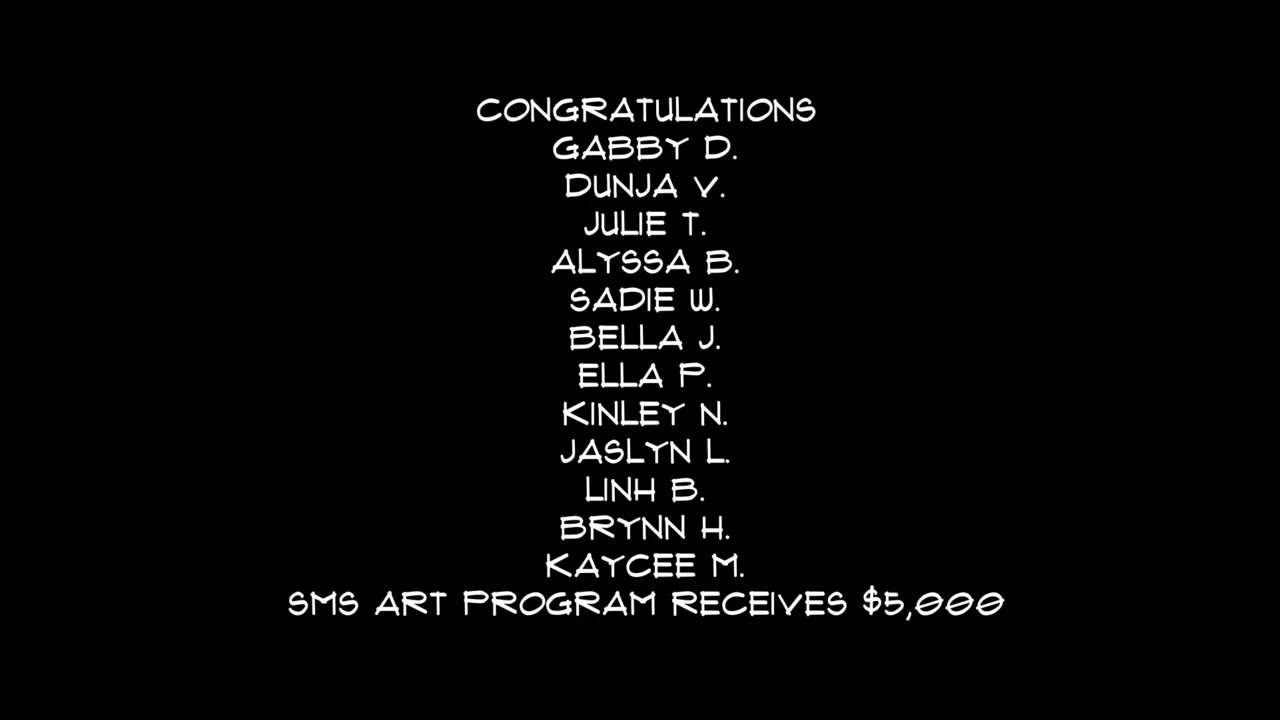 CONGRATULATIONS
GABBY D.
DUNJA V.
JULIE T.
ALYSSA B.
SADIE W.
BELLA J.
ELLA P.
KINLEY N.
JASLYN L.
LINH B.
BRYNN H.
KAYCEE M.
SMS ART PROGRAM RECEIVES $5,000